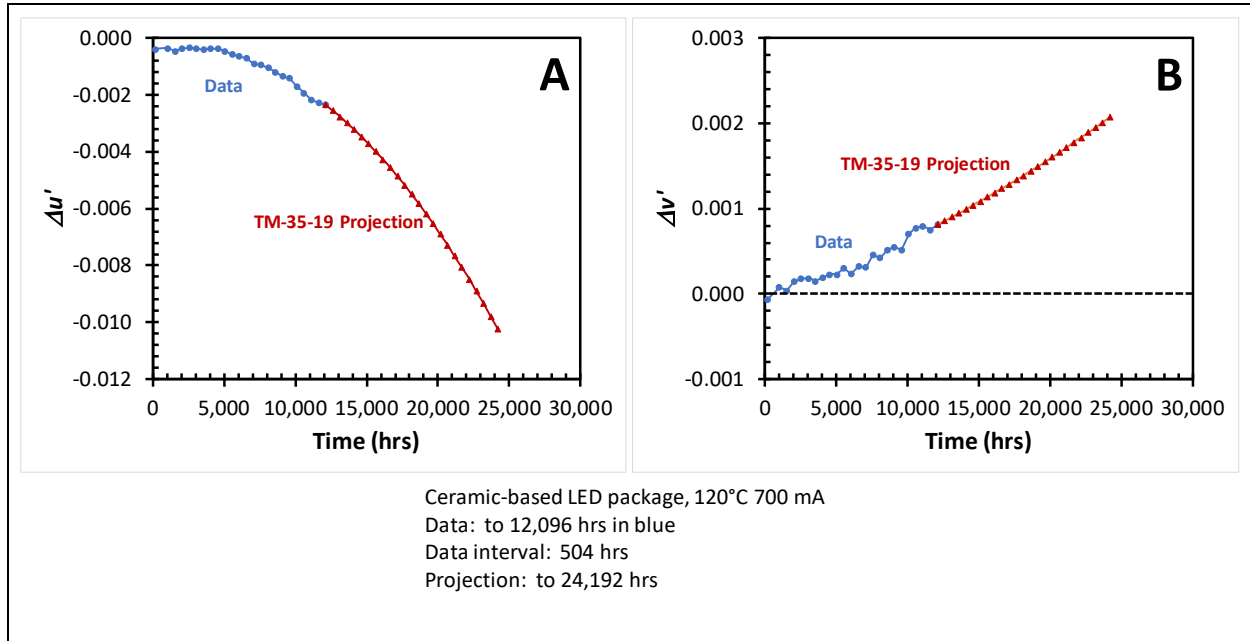 A
0.000
-0.002
-0.004
-0.006
-0.008
-0.010
-0.012
Δu'
Data
TM-35-19 Projection
0 5,000 10,000 15,000 20,000 25,000 30,000
Time (hrs)
B
0.003
0.002
0.001
0.000
-0.001
Δv'
TM-35-19 Projection
Data
0 5,000 10,000 15,000 20,000 25,000 30,000
Time (hrs)
Ceramic-based LED package, 120°C 700 mA
Data: to 12,096 hrs in blue
Data interval: 504 hrs
Projection: to 24,192 hrs